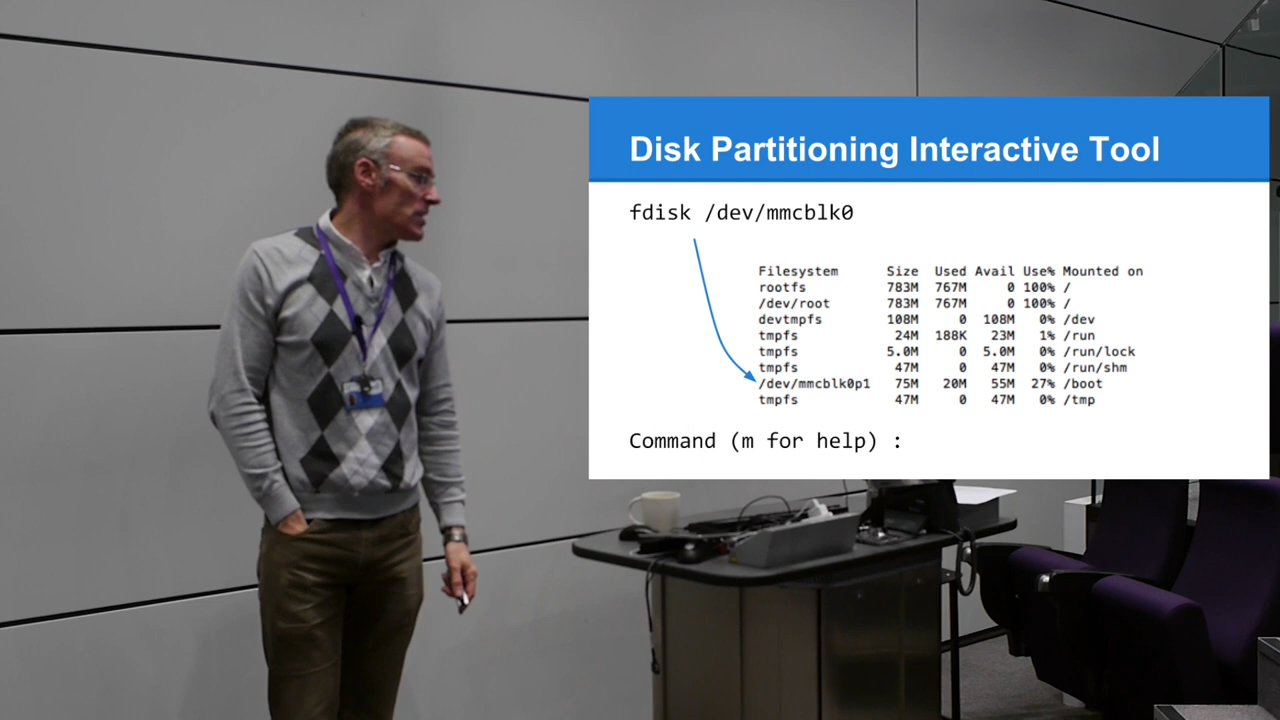 Disk Partitioning Interactive Tool
fdisk /dev/mmcblk0
Filesystem Size Used Avail Use% Mounted on
rootfs 783M 767M 0 100% /
/dev/root 783M 767M 0 100% /
devtmpfs 108M 0 108M 0% /dev
tmpfs 24M 188K 23M 1% /run
tmpfs 5.0M 0 5.0M 0% /run/lock
tmpfs 47M 0 47M 0% /run/shm
/dev/mmcblk0p1 75M 20M 55M 27% /boot
tmpfs 47M 0 47M 0% /tmp
Command (m for help) :